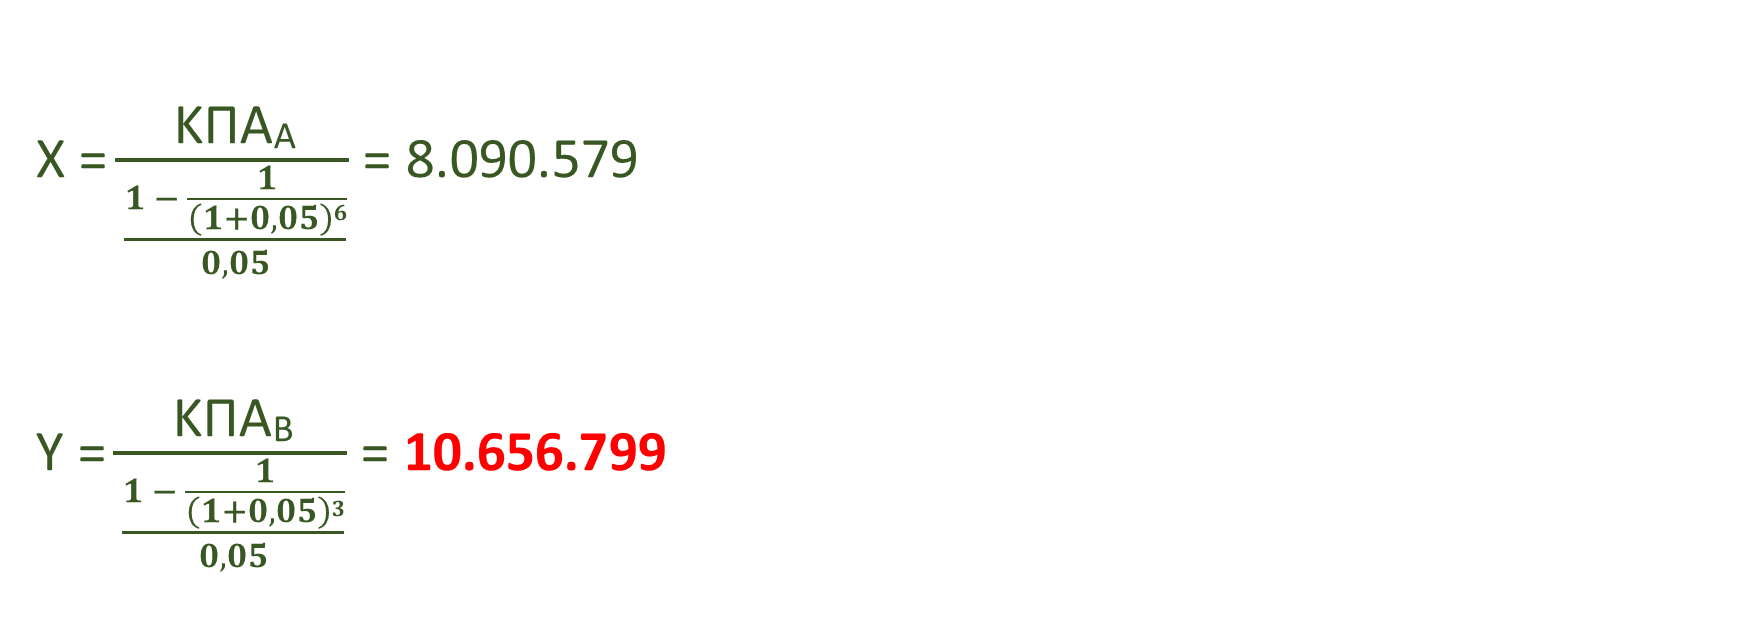 X = ΚΠΑ_A / ((1 − 1/(1+0,05)^6) / 0,05) = 8.090.579
Y = ΚΠΑ_B / ((1 − 1/(1+0,05)^3) / 0,05) = 10.656.799